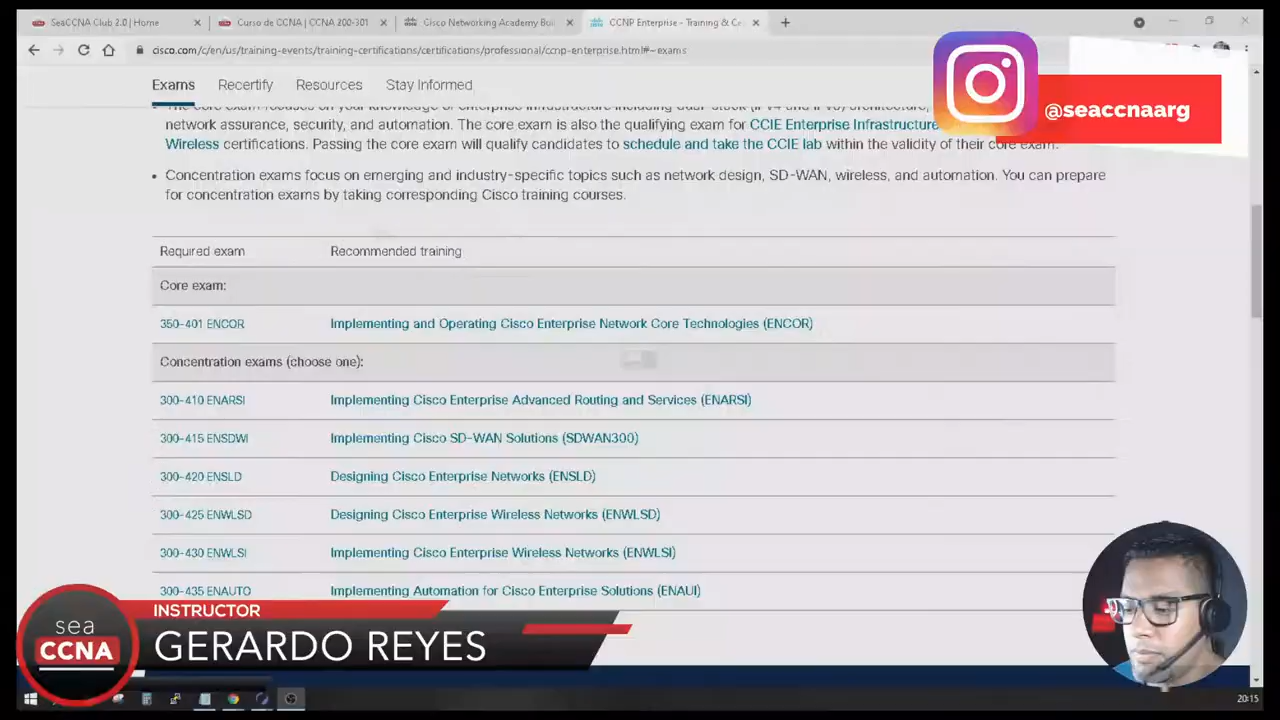 SeaCCNA Club 2.0 | Home
Curso de CCNA | CCNA 200-301
Cisco Networking Academy Bu
CCNP Enterprise - Training & Ce
cisco.com/c/en/us/training-events/training-certifications/certifications/professional/ccnp-enterprise.html#~exams
Exams Recertify Resources Stay Informed
@seaccnaarg
network assurance, security, and automation. The core exam is also the qualifying exam for CCIE Enterprise Infrastructure
Wireless certifications. Passing the core exam will qualify candidates to schedule and take the CCIE lab within the validity of their core exam.
• Concentration exams focus on emerging and industry-specific topics such as network design, SD-WAN, wireless, and automation. You can prepare
for concentration exams by taking corresponding Cisco training courses.
Required exam Recommended training
Core exam:
350-401 ENCOR Implementing and Operating Cisco Enterprise Network Core Technologies (ENCOR)
Concentration exams (choose one):
300-410 ENARSI Implementing Cisco Enterprise Advanced Routing and Services (ENARSI)
300-415 ENSDWI Implementing Cisco SD-WAN Solutions (SDWAN300)
300-420 ENSLD Designing Cisco Enterprise Networks (ENSLD)
300-425 ENWLSD Designing Cisco Enterprise Wireless Networks (ENWLSD)
300-430 ENWLSI Implementing Cisco Enterprise Wireless Networks (ENWLSI)
300-435 ENAUTO Implementing Automation for Cisco Enterprise Solutions (ENAUI)
sea
CCNA
INSTRUCTOR
GERARDO REYES
20:15